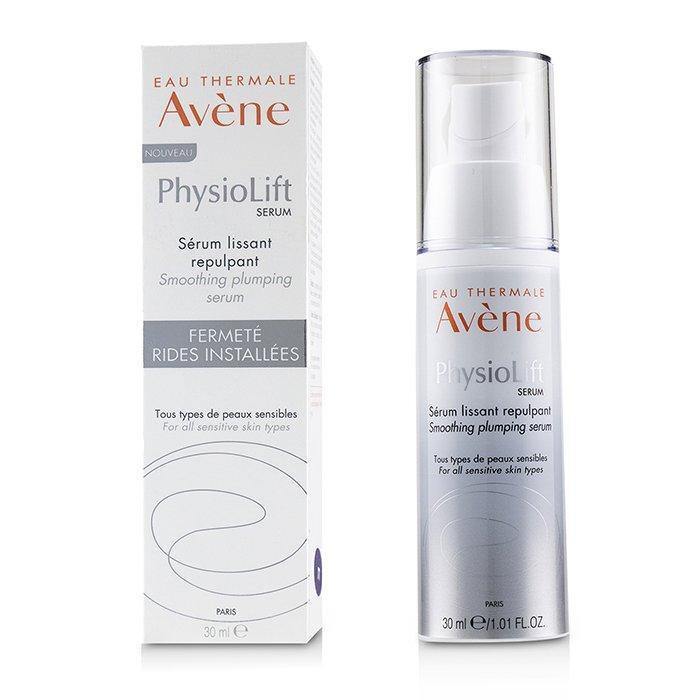 EAU THERMALE
Avène
NOUVEAU
PhysioLift
SERUM
Sérum lissant
repulpant
Smoothing plumping
serum
FERMETÉ
RIDES INSTALLÉES
Tous types de peaux sensibles
For all sensitive skin types
PARIS
30 ml ℮
EAU THERMALE
Avène
PhysioLift
SERUM
Sérum lissant repulpant
Smoothing plumping serum
Tous types de peaux sensibles
For all sensitive skin types
PARIS
30 ml ℮/1.01 FL.OZ.